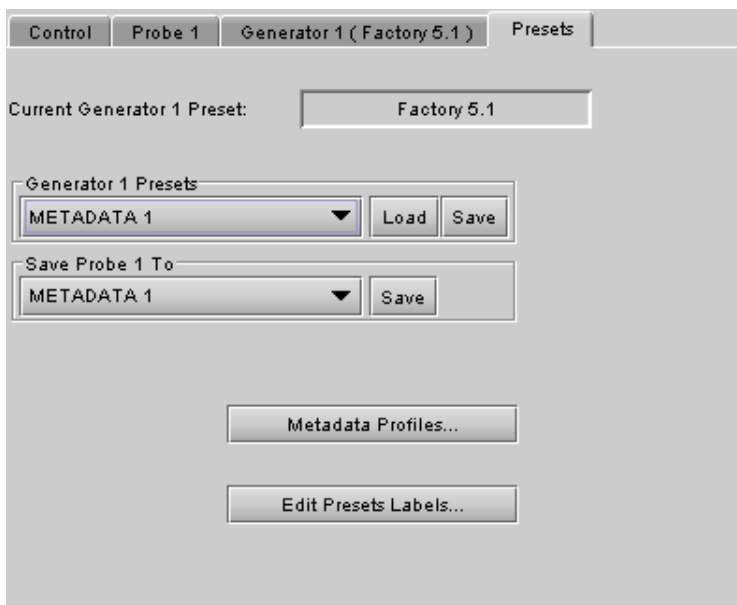 Control Probe 1 Generator 1 ( Factory 5.1 ) Presets
Current Generator 1 Preset: Factory 5.1
Generator 1 Presets
METADATA 1 Load Save
Save Probe 1 To
METADATA 1 Save
Metadata Profiles...
Edit Presets Labels...